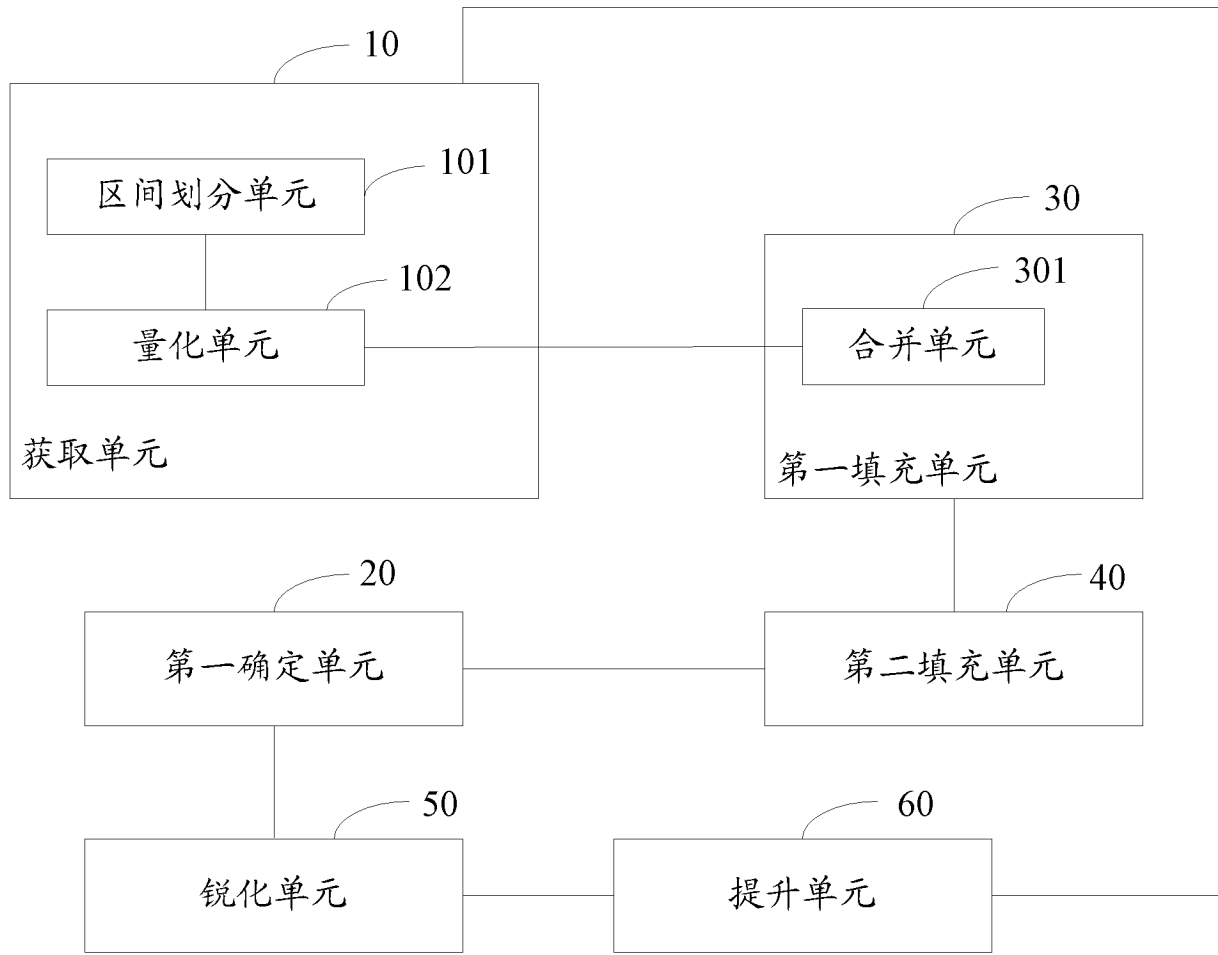 10
101
区间划分单元
30
102
301
量化单元
合并单元
获取单元
第一填充单元
20
40
第一确定单元
第二填充单元
50
60
锐化单元
提升单元